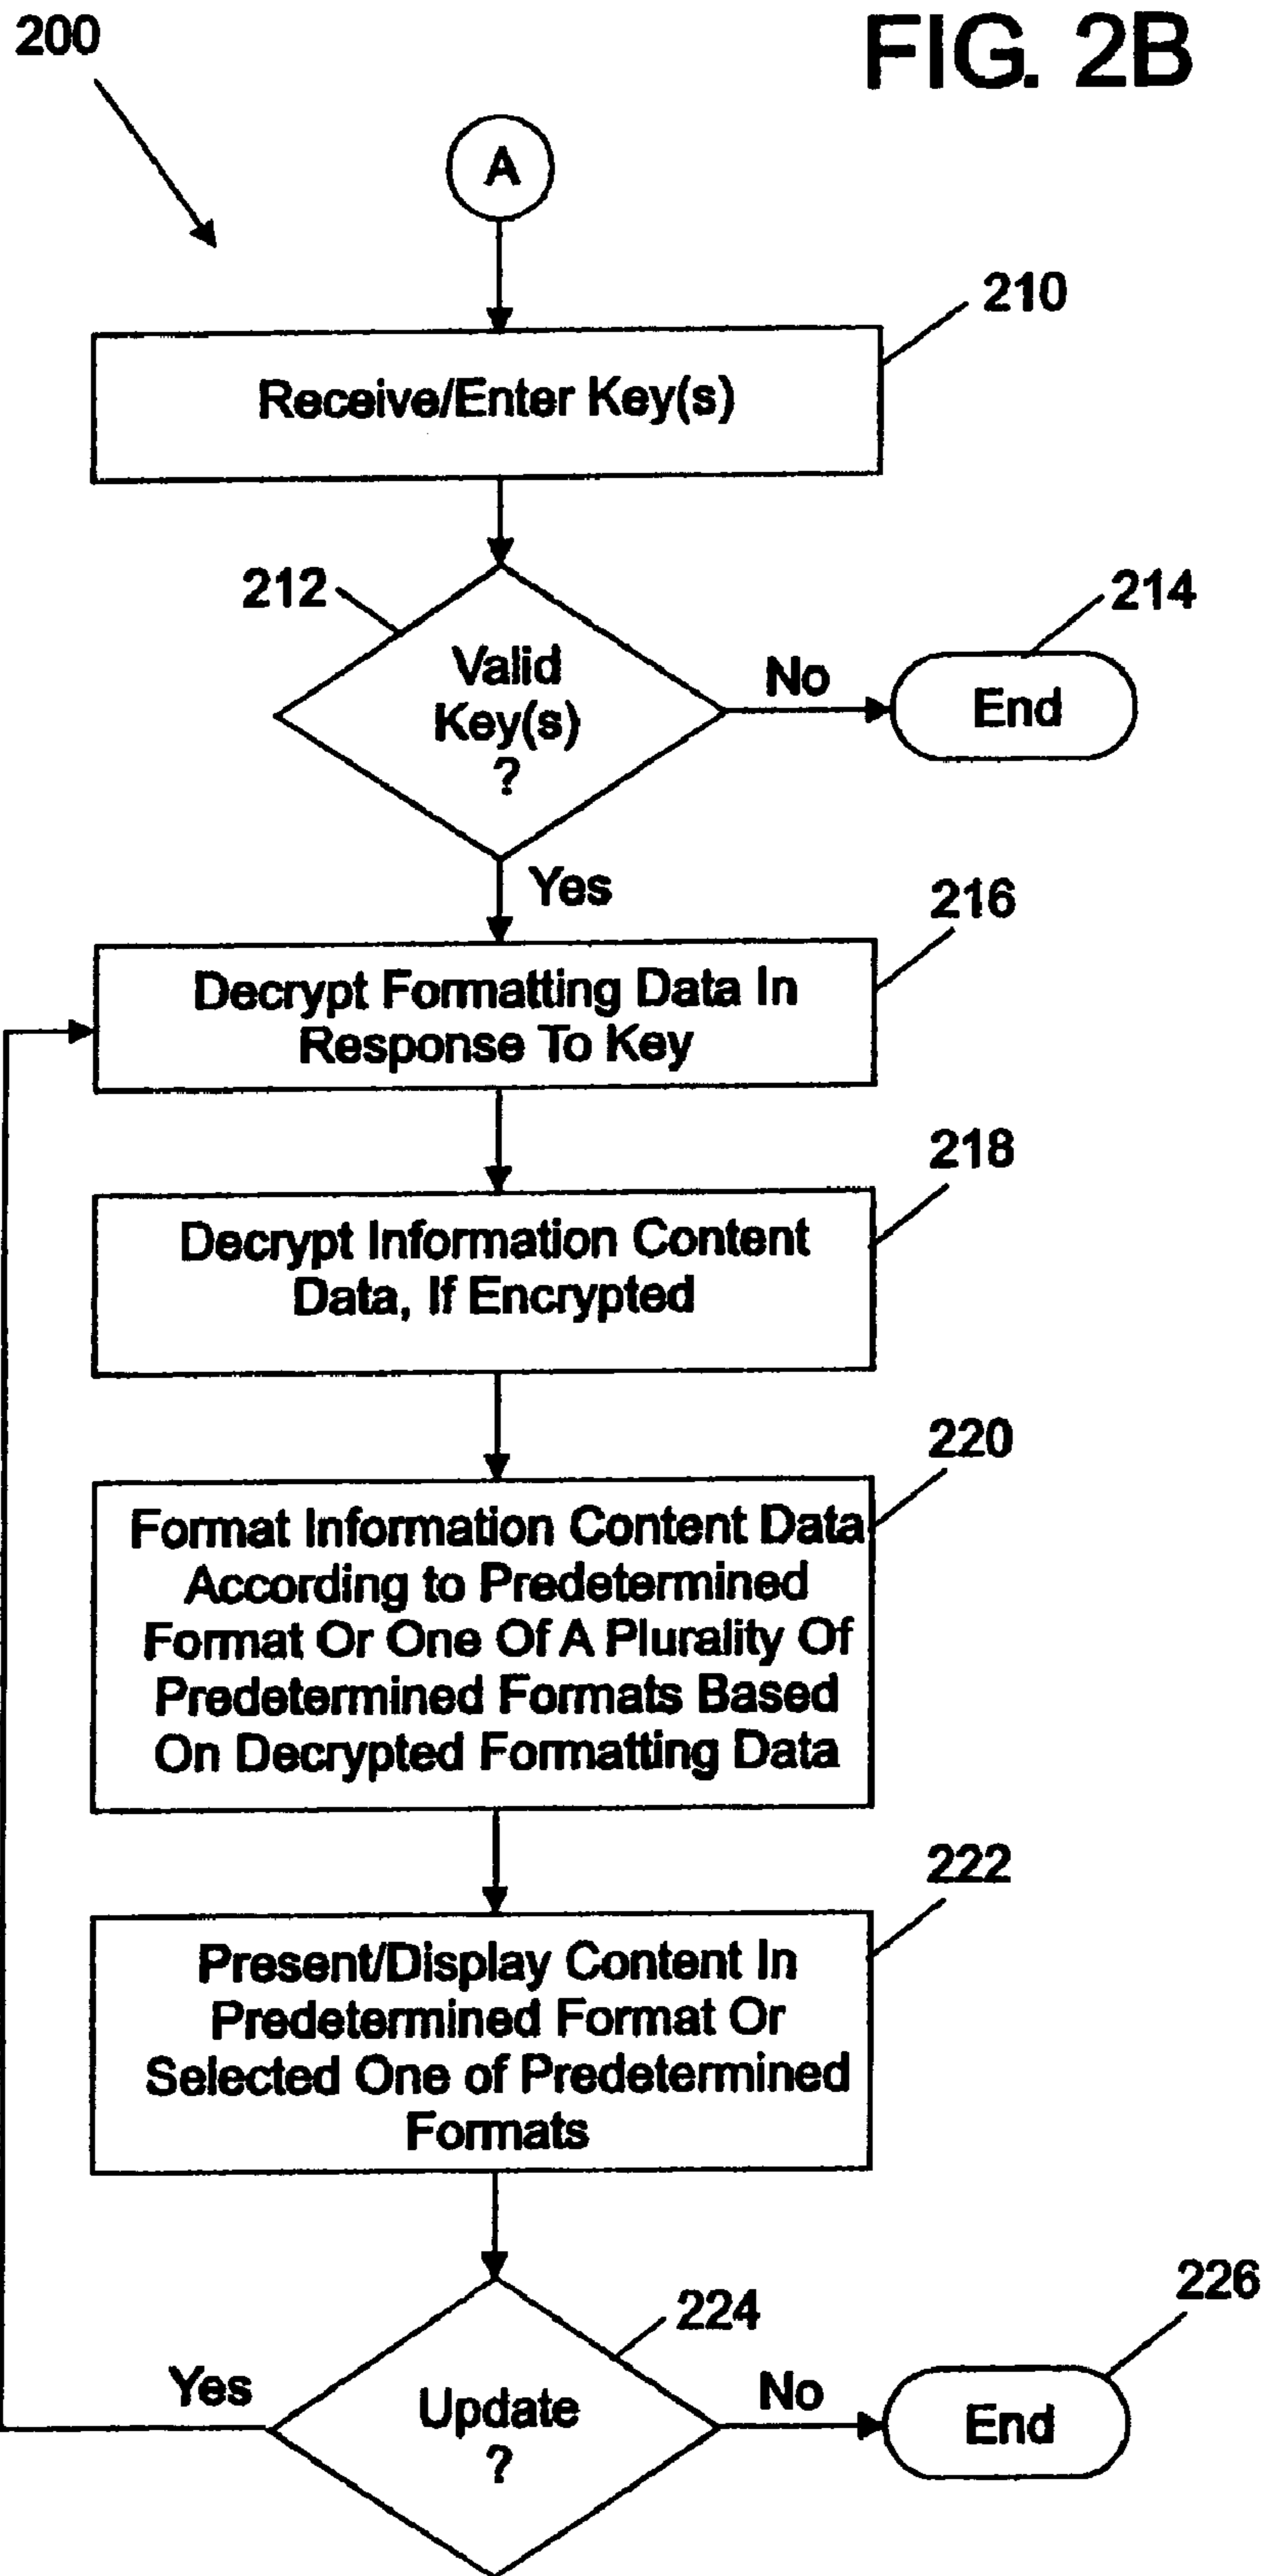 200
FIG. 2B
A
210
Receive/Enter Key(s)
212
Valid
Key(s)
?
No
214
End
Yes
216
Decrypt Formatting Data In
Response To Key
218
Decrypt Information Content
Data, If Encrypted
220
Format Information Content Data
According to Predetermined
Format Or One Of A Plurality Of
Predetermined Formats Based
On Decrypted Formatting Data
222
Present/Display Content In
Predetermined Format Or
Selected One of Predetermined
Formats
224
Update
?
Yes
No
226
End